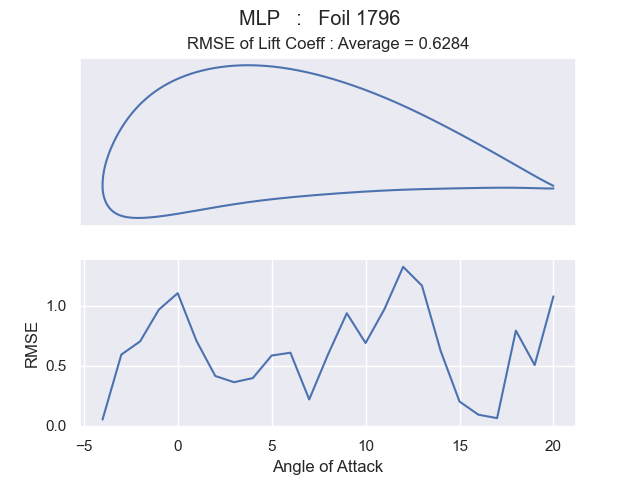 MLP   :   Foil 1796
RMSE of Lift Coeff : Average = 0.6284
1.0
0.5
0.0
RMSE
−5 0 5 10 15 20
Angle of Attack